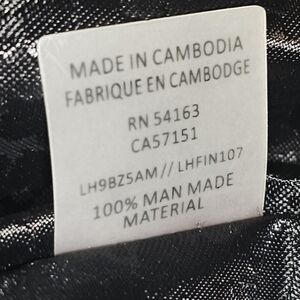 MADE IN CAMBODIA
FABRIQUE EN CAMBODGE
RN 54163
CA57151
LH9BZ5AM// LHFIN107
100% MAN MADE
MATERIAL